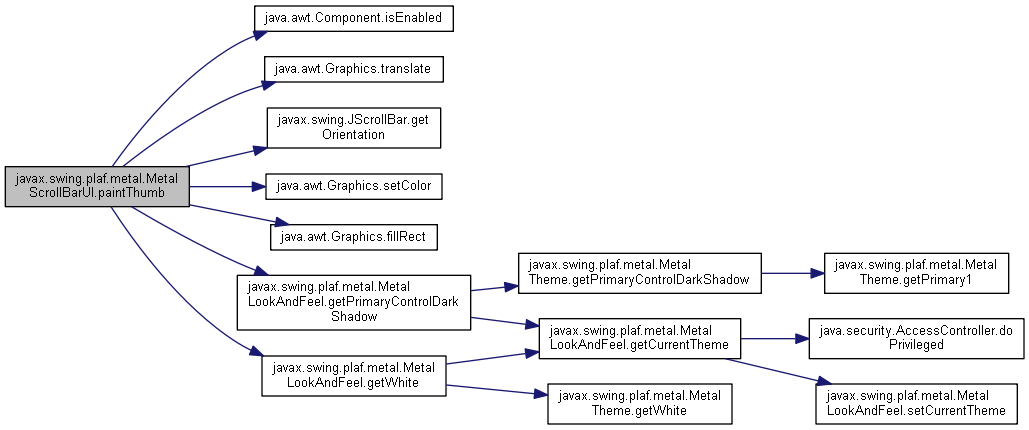 java.awt.Component.isEnabled
java.awt.Graphics.translate
javax.swing.JScrollBar.get
Orientation
javax.swing.plaf.metal.Metal
ScrollBarUI.paintThumb
java.awt.Graphics.setColor
java.awt.Graphics.fillRect
javax.swing.plaf.metal.Metal
LookAndFeel.getPrimaryControlDark
Shadow
javax.swing.plaf.metal.Metal
Theme.getPrimaryControlDarkShadow
javax.swing.plaf.metal.Metal
Theme.getPrimary1
javax.swing.plaf.metal.Metal
LookAndFeel.getCurrentTheme
java.security.AccessController.do
Privileged
javax.swing.plaf.metal.Metal
LookAndFeel.getWhite
javax.swing.plaf.metal.Metal
Theme.getWhite
javax.swing.plaf.metal.Metal
LookAndFeel.setCurrentTheme